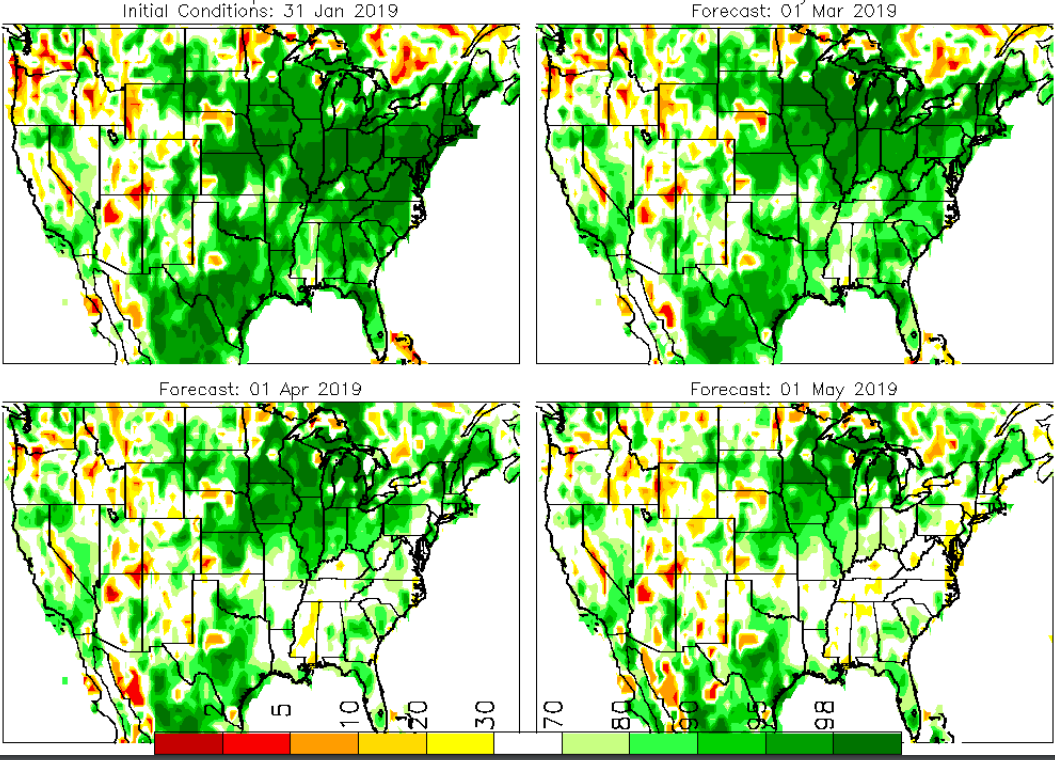 Initial Conditions: 31 Jan 2019
Forecast: 01 Mar 2019
Forecast: 01 Apr 2019
Forecast: 01 May 2019
2 5 10 20 30 70 80 90 95 98